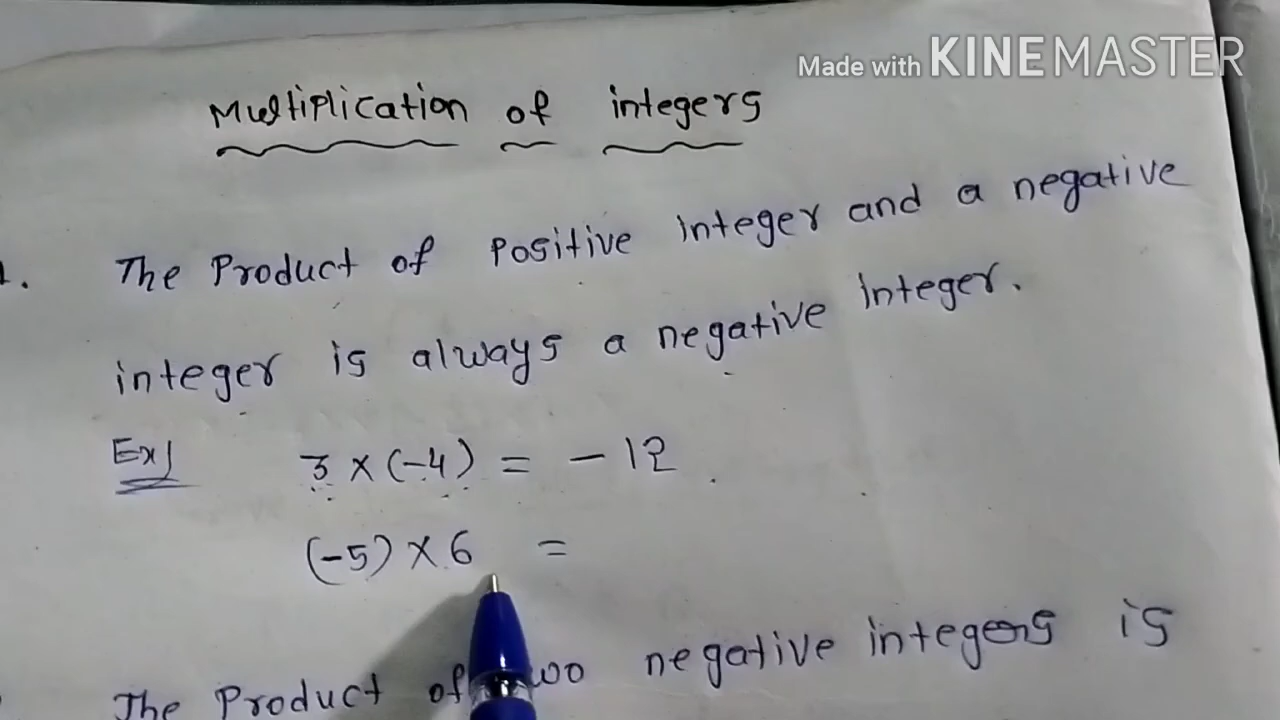 Made with KINEMASTER
Multiplication of integers
1. The Product of Positive integer and a negative
integer is always a negative integer.
Ex) 3 × (-4) = - 12 .
(-5) × 6 =
The Product of two negative integers is